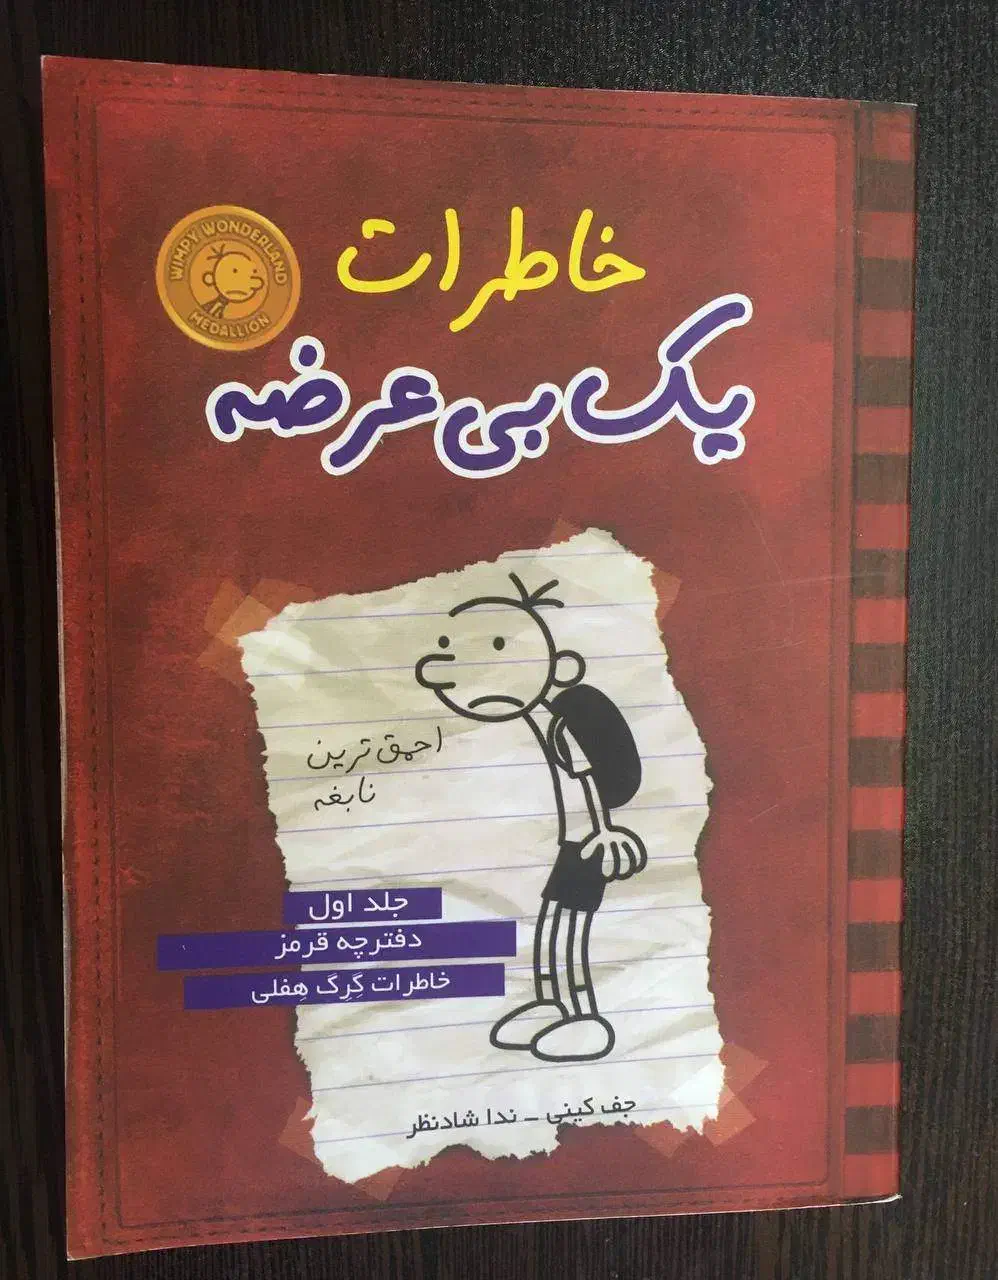 خاطرات
WIMPY WONDERLAND
MEDALLION
یک بی عرضه
احمق ترین
نابغه
جلد اول
دفترچه قرمز
خاطرات گِرِگ هِفلی
جف کینی - ندا شادنظر